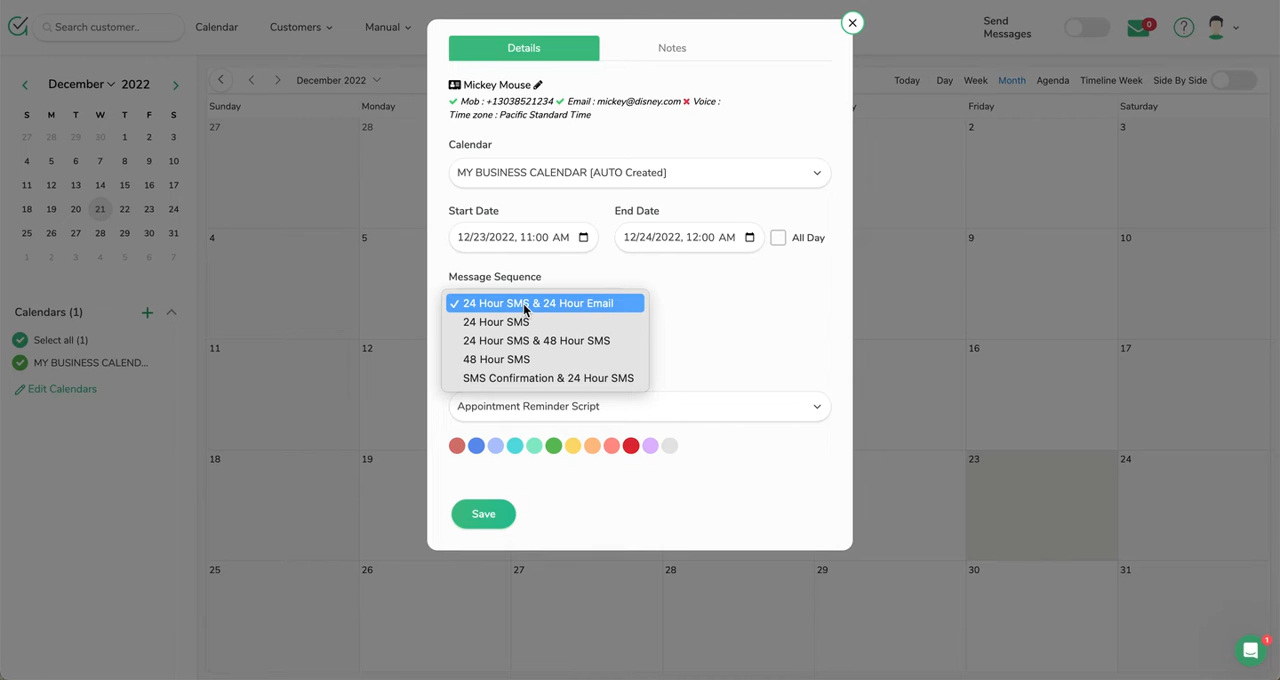 Search customer..
Calendar
Customers
Manual
Send
Messages
0
December 2022
S M T W T F S
27 28 29 30 1 2 3
4 5 6 7 8 9 10
11 12 13 14 15 16 17
18 19 20 21 22 23 24
25 26 27 28 29 30 31
1 2 3 4 5 6 7
Calendars (1)
Select all (1)
MY BUSINESS CALEND...
Edit Calendars
December 2022
Today Day Week Month Agenda Timeline Week Side By Side
Sunday Monday Friday Saturday
27 28 2 3
4 5 9 10
11 12 16 17
18 19 23 24
25 26 27 28 29 30 31
Details
Notes
Mickey Mouse
Mob : +13038521234 Email : mickey@disney.com Voice :
Time zone : Pacific Standard Time
Calendar
MY BUSINESS CALENDAR [AUTO Created]
Start Date End Date
12/23/2022, 11:00 AM 12/24/2022, 12:00 AM All Day
Message Sequence
24 Hour SMS & 24 Hour Email
24 Hour SMS
24 Hour SMS & 48 Hour SMS
48 Hour SMS
SMS Confirmation & 24 Hour SMS
Appointment Reminder Script
Save
1